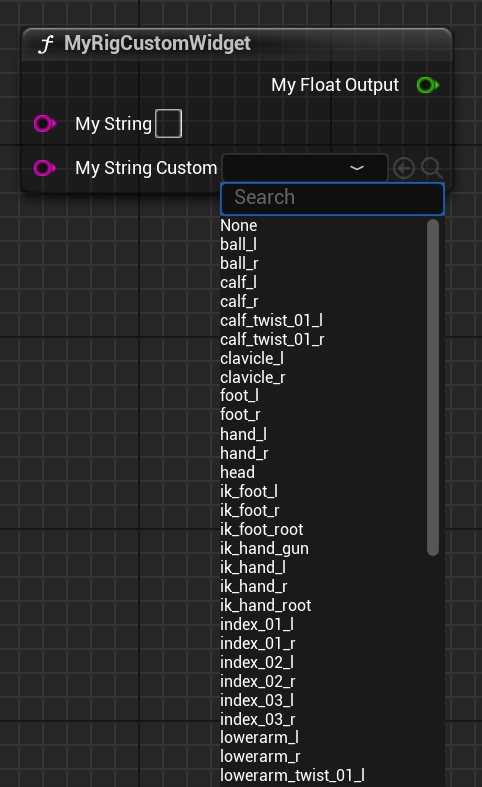 MyRigCustomWidget
My Float Output
My String
My String Custom
Search
None
ball_l
ball_r
calf_l
calf_r
calf_twist_01_l
calf_twist_01_r
clavicle_l
clavicle_r
foot_l
foot_r
hand_l
hand_r
head
ik_foot_l
ik_foot_r
ik_foot_root
ik_hand_gun
ik_hand_l
ik_hand_r
ik_hand_root
index_01_l
index_01_r
index_02_l
index_02_r
index_03_l
index_03_r
lowerarm_l
lowerarm_r
lowerarm_twist_01_l